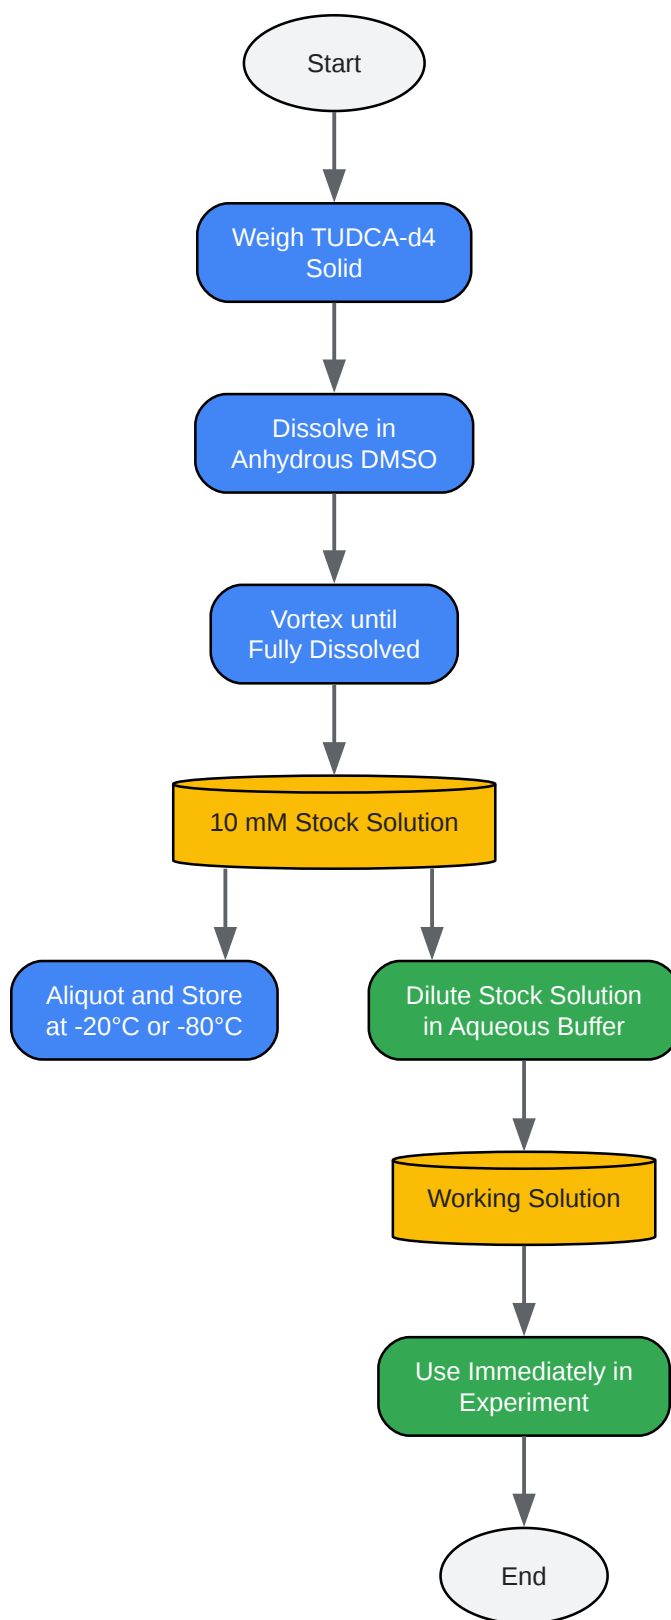 Start
Weigh TUDCA-d4
Solid
Dissolve in
Anhydrous DMSO
Vortex until
Fully Dissolved
10 mM Stock Solution
Aliquot and Store
at -20°C or -80°C
Dilute Stock Solution
in Aqueous Buffer
Working Solution
Use Immediately in
Experiment
End